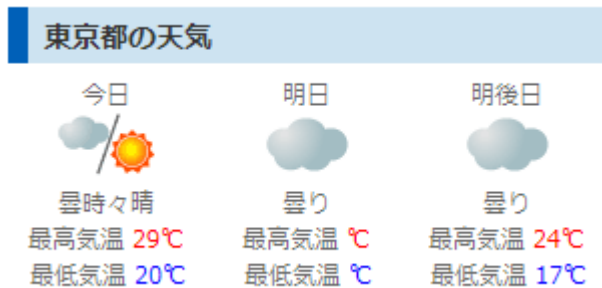 東京都の天気
今日 明日 明後日
曇時々晴 曇り 曇り
最高気温 29℃ 最高気温 ℃ 最高気温 24℃
最低気温 20℃ 最低気温 ℃ 最低気温 17℃